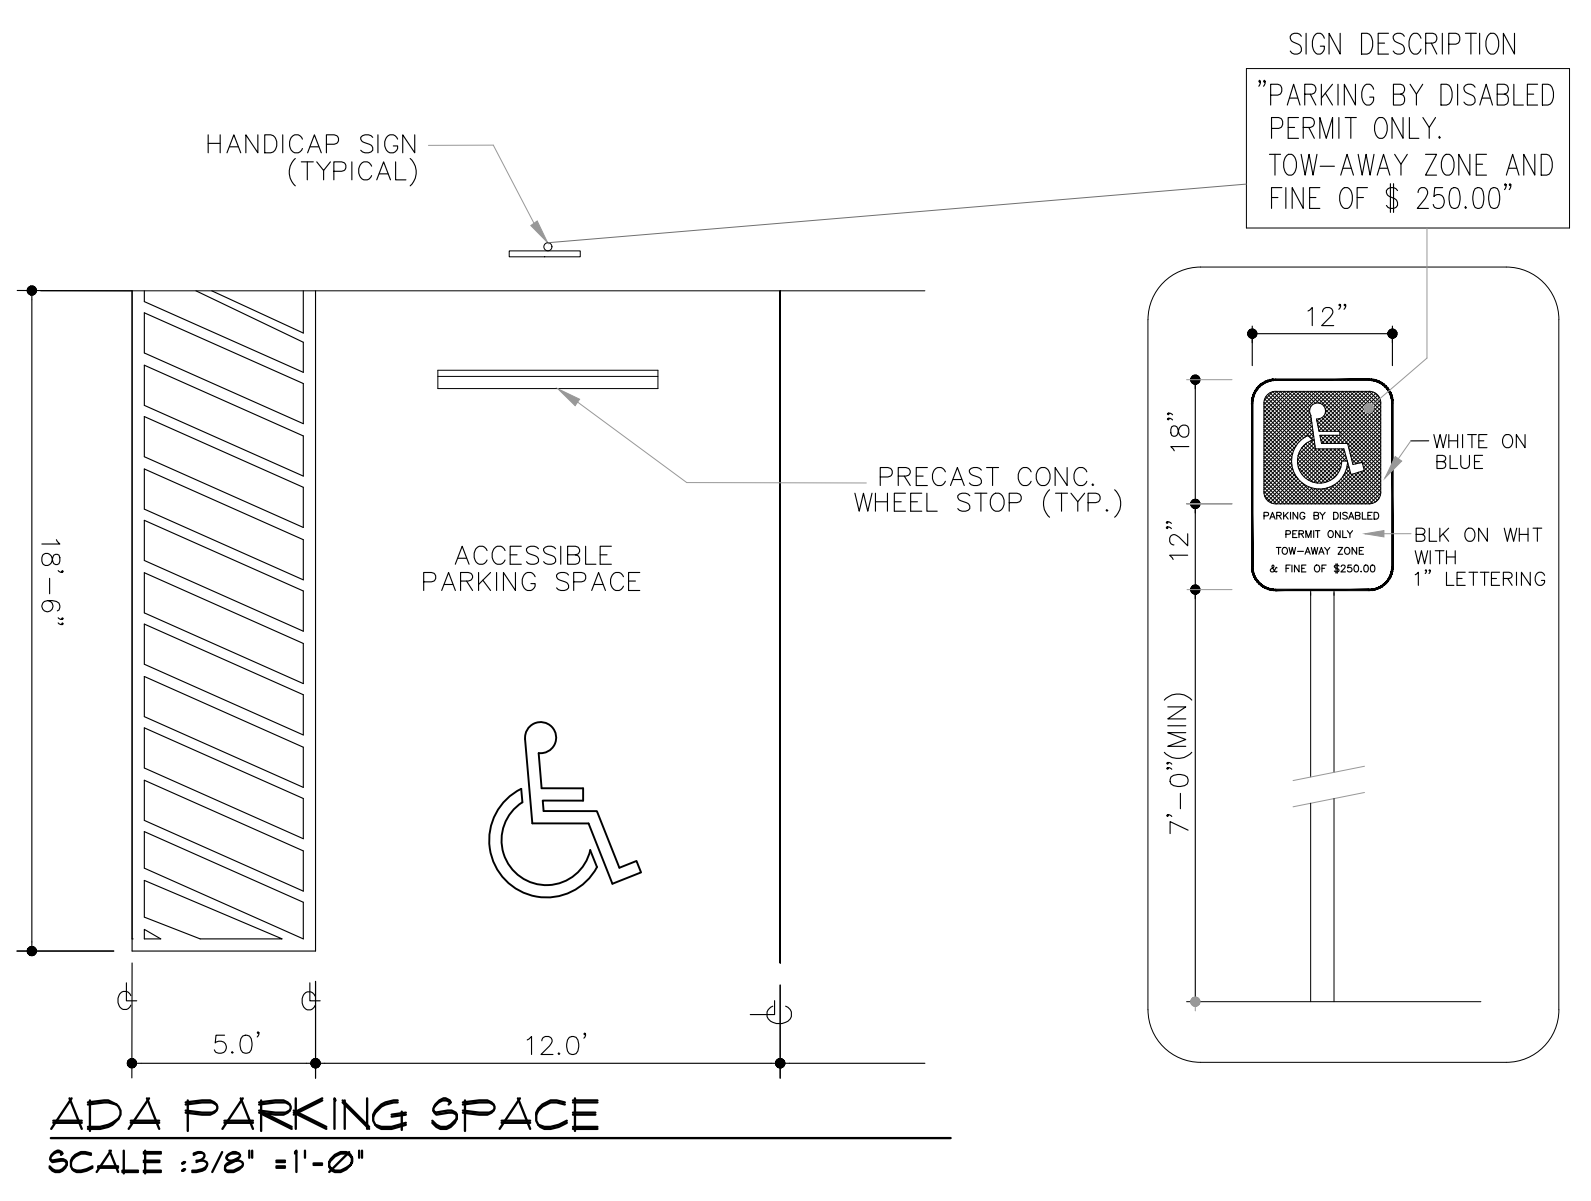 SIGN DESCRIPTION
"PARKING BY DISABLED
PERMIT ONLY.
TOW-AWAY ZONE AND
FINE OF $ 250.00"
HANDICAP SIGN
(TYPICAL)
PRECAST CONC.
WHEEL STOP (TYP.)
ACCESSIBLE
PARKING SPACE
18'-6"
5.0'
12.0'
12"
18"
12"
7'-0"(MIN)
WHITE ON
BLUE
PARKING BY DISABLED
PERMIT ONLY
TOW-AWAY ZONE
& FINE OF $250.00
BLK ON WHT
WITH
1" LETTERING
ADA PARKING SPACE
SCALE :3/8" =1'-0"